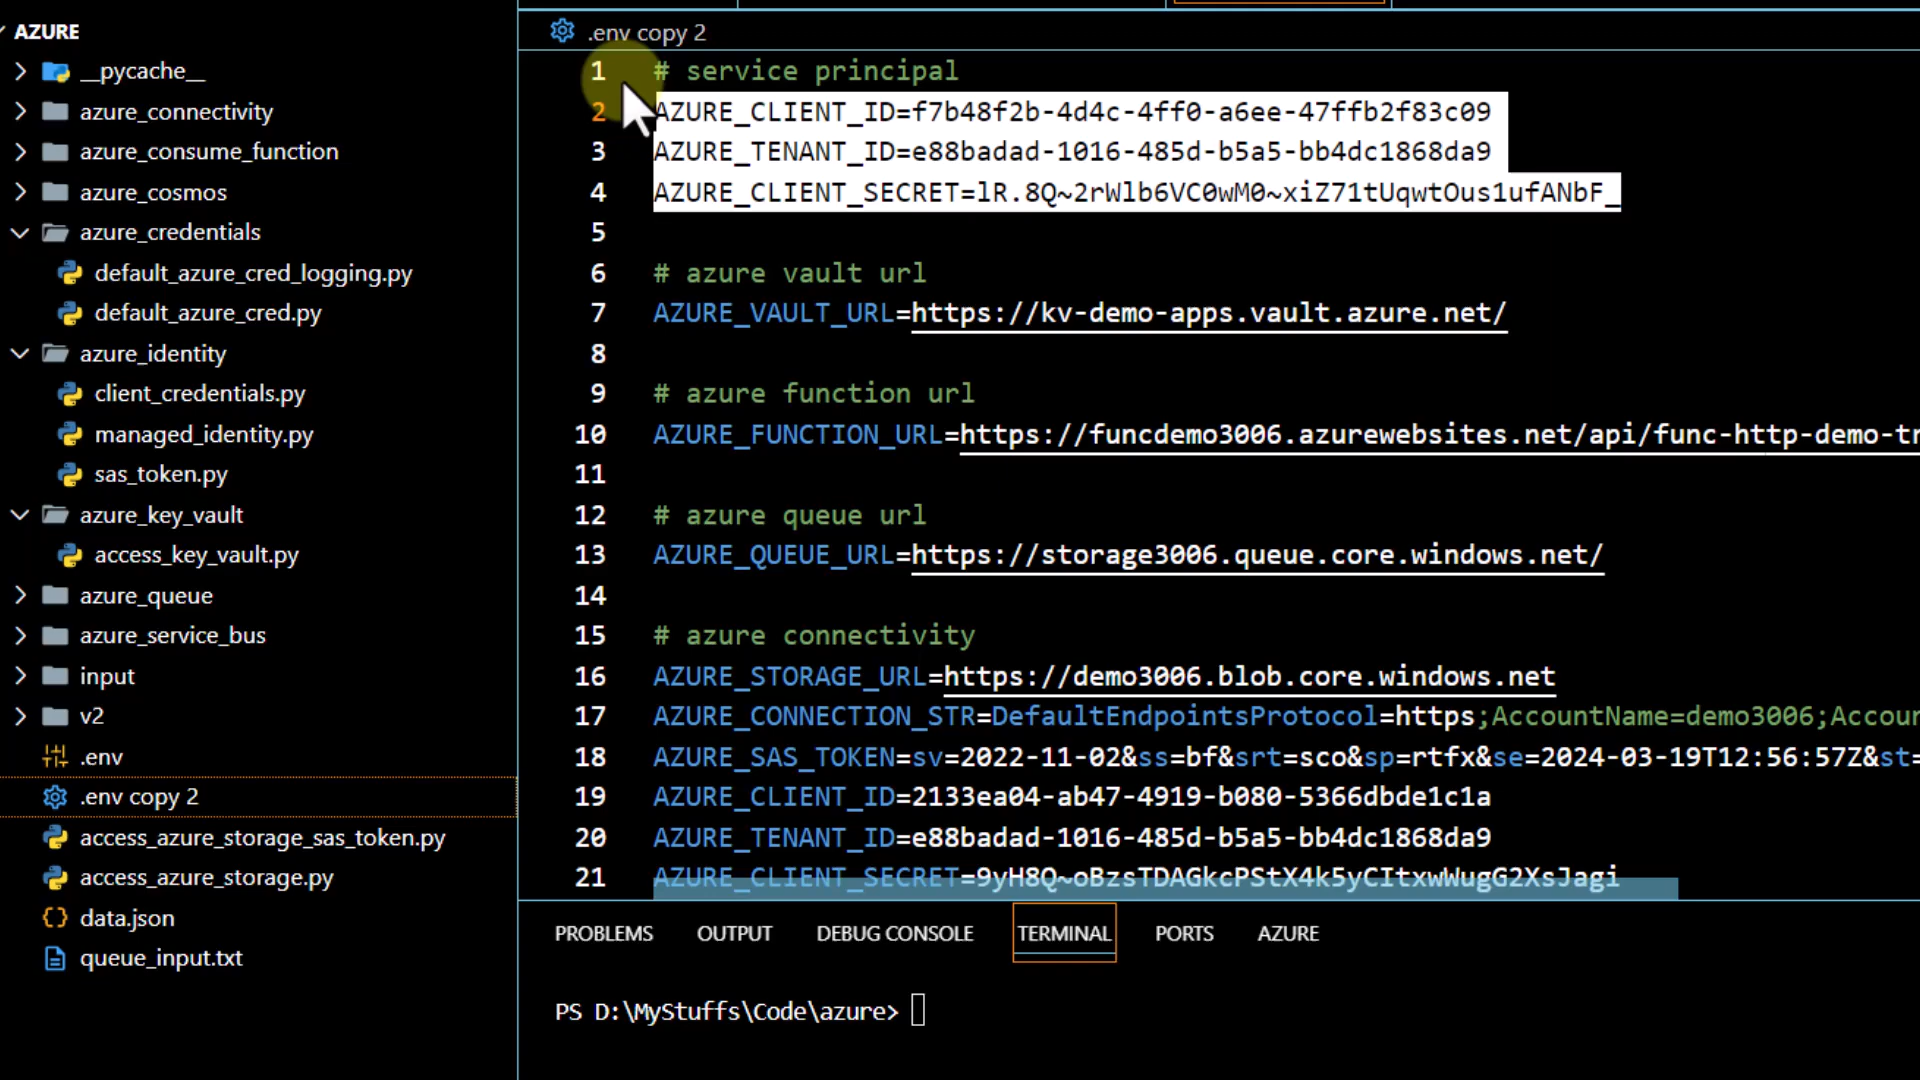 AZURE
__pycache__
azure_connectivity
azure_consume_function
azure_cosmos
azure_credentials
default_azure_cred_logging.py
default_azure_cred.py
azure_identity
client_credentials.py
managed_identity.py
sas_token.py
azure_key_vault
access_key_vault.py
azure_queue
azure_service_bus
input
v2
.env
.env copy 2
access_azure_storage_sas_token.py
access_azure_storage.py
data.json
queue_input.txt
.env copy 2
1 # service principal
2 AZURE_CLIENT_ID=f7b48f2b-4d4c-4ff0-a6ee-47ffb2f83c09
3 AZURE_TENANT_ID=e88badad-1016-485d-b5a5-bb4dc1868da9
4 AZURE_CLIENT_SECRET=lR.8Q~2rWlb6VC0wM0~xiZ71tUqwtOus1ufANbF_
5
6 # azure vault url
7 AZURE_VAULT_URL=https://kv-demo-apps.vault.azure.net/
8
9 # azure function url
10 AZURE_FUNCTION_URL=https://funcdemo3006.azurewebsites.net/api/func-http-demo-tr
11
12 # azure queue url
13 AZURE_QUEUE_URL=https://storage3006.queue.core.windows.net/
14
15 # azure connectivity
16 AZURE_STORAGE_URL=https://demo3006.blob.core.windows.net
17 AZURE_CONNECTION_STR=DefaultEndpointsProtocol=https;AccountName=demo3006;Accoun
18 AZURE_SAS_TOKEN=sv=2022-11-02&ss=bf&srt=sco&sp=rtfx&se=2024-03-19T12:56:57Z&st=
19 AZURE_CLIENT_ID=2133ea04-ab47-4919-b080-5366dbde1c1a
20 AZURE_TENANT_ID=e88badad-1016-485d-b5a5-bb4dc1868da9
21 AZURE_CLIENT_SECRET=9yH8Q~oBzsTDAGkcPStX4k5yCItxwWugG2XsJagi
PROBLEMS OUTPUT DEBUG CONSOLE TERMINAL PORTS AZURE
PS D:\MyStuffs\Code\azure>